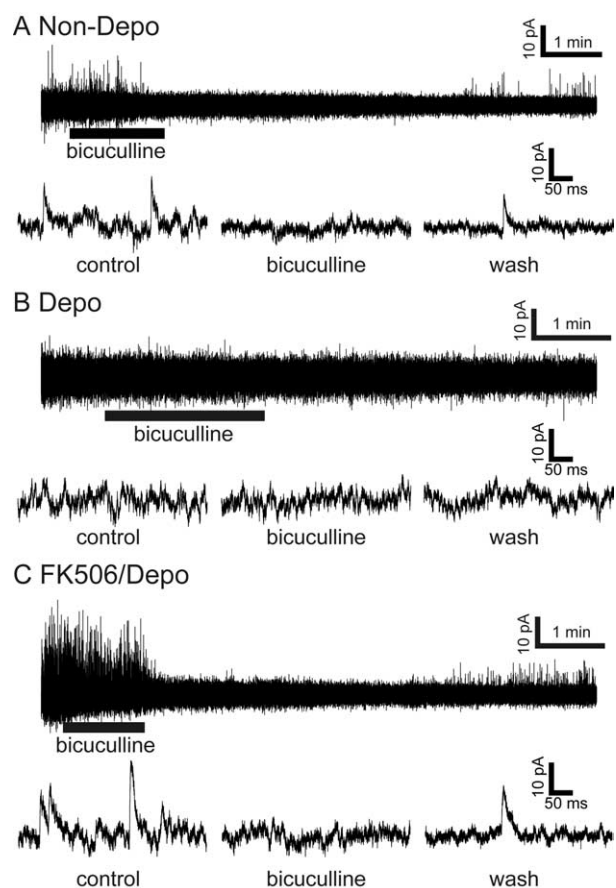 A Non-Depo
10 pA
1 min
bicuculline
10 pA
50 ms
control
bicuculline
wash
B Depo
10 pA
1 min
bicuculline
10 pA
50 ms
control
bicuculline
wash
C FK506/Depo
10 pA
1 min
bicuculline
10 pA
50 ms
control
bicuculline
wash